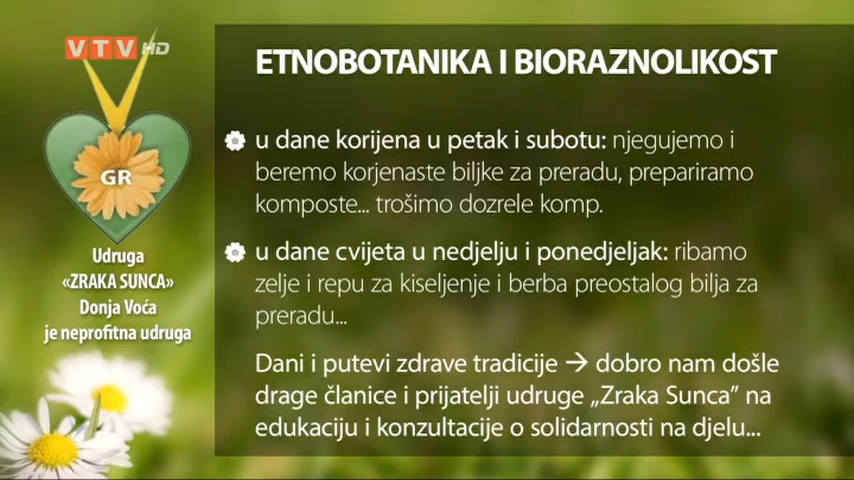 VTV HD
ETNOBOTANIKA I BIORAZNOLIKOST
u dane korijena u petak i subotu: njegujemo i
beremo korjenaste biljke za preradu, prepariramo
komposte... trošimo dozrele komp.
u dane cvijeta u nedjelju i ponedjeljak: ribamo
zelje i repu za kiseljenje i berba preostalog bilja za
preradu...
Dani i putevi zdrave tradicije → dobro nam došle
drage članice i prijatelji udruge „Zraka Sunca” na
edukaciju i konzultacije o solidarnosti na djelu...
GR
Udruga
«ZRAKA SUNCA»
Donja Voća
je neprofitna udruga